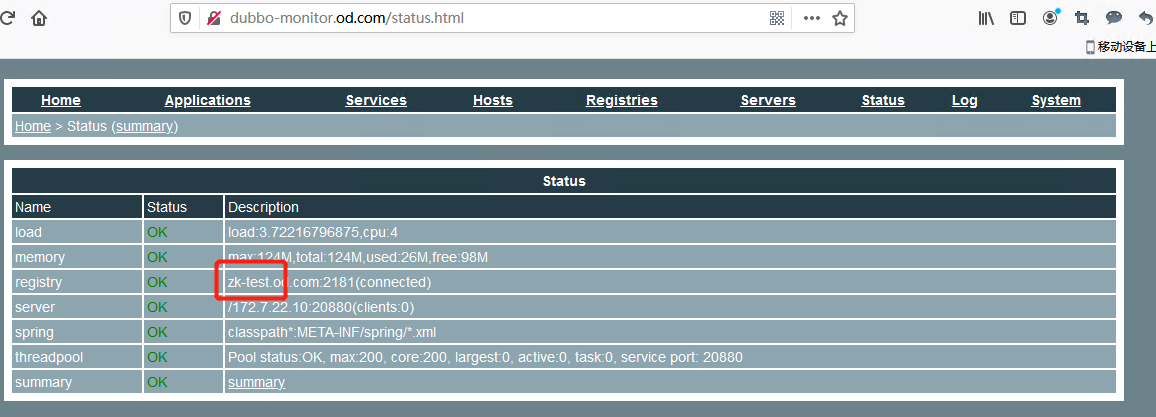 dubbo-monitor.od.com/status.html
移动设备上
Home Applications Services Hosts Registries Servers Status Log System
Home > Status (summary)
Status
Name Status Description
load OK load:3.72216796875,cpu:4
memory OK max:124M,total:124M,used:26M,free:98M
registry OK zk-test.od.com:2181(connected)
server OK /172.7.22.10:20880(clients:0)
spring OK classpath*:META-INF/spring/*.xml
threadpool OK Pool status:OK, max:200, core:200, largest:0, active:0, task:0, service port: 20880
summary OK summary